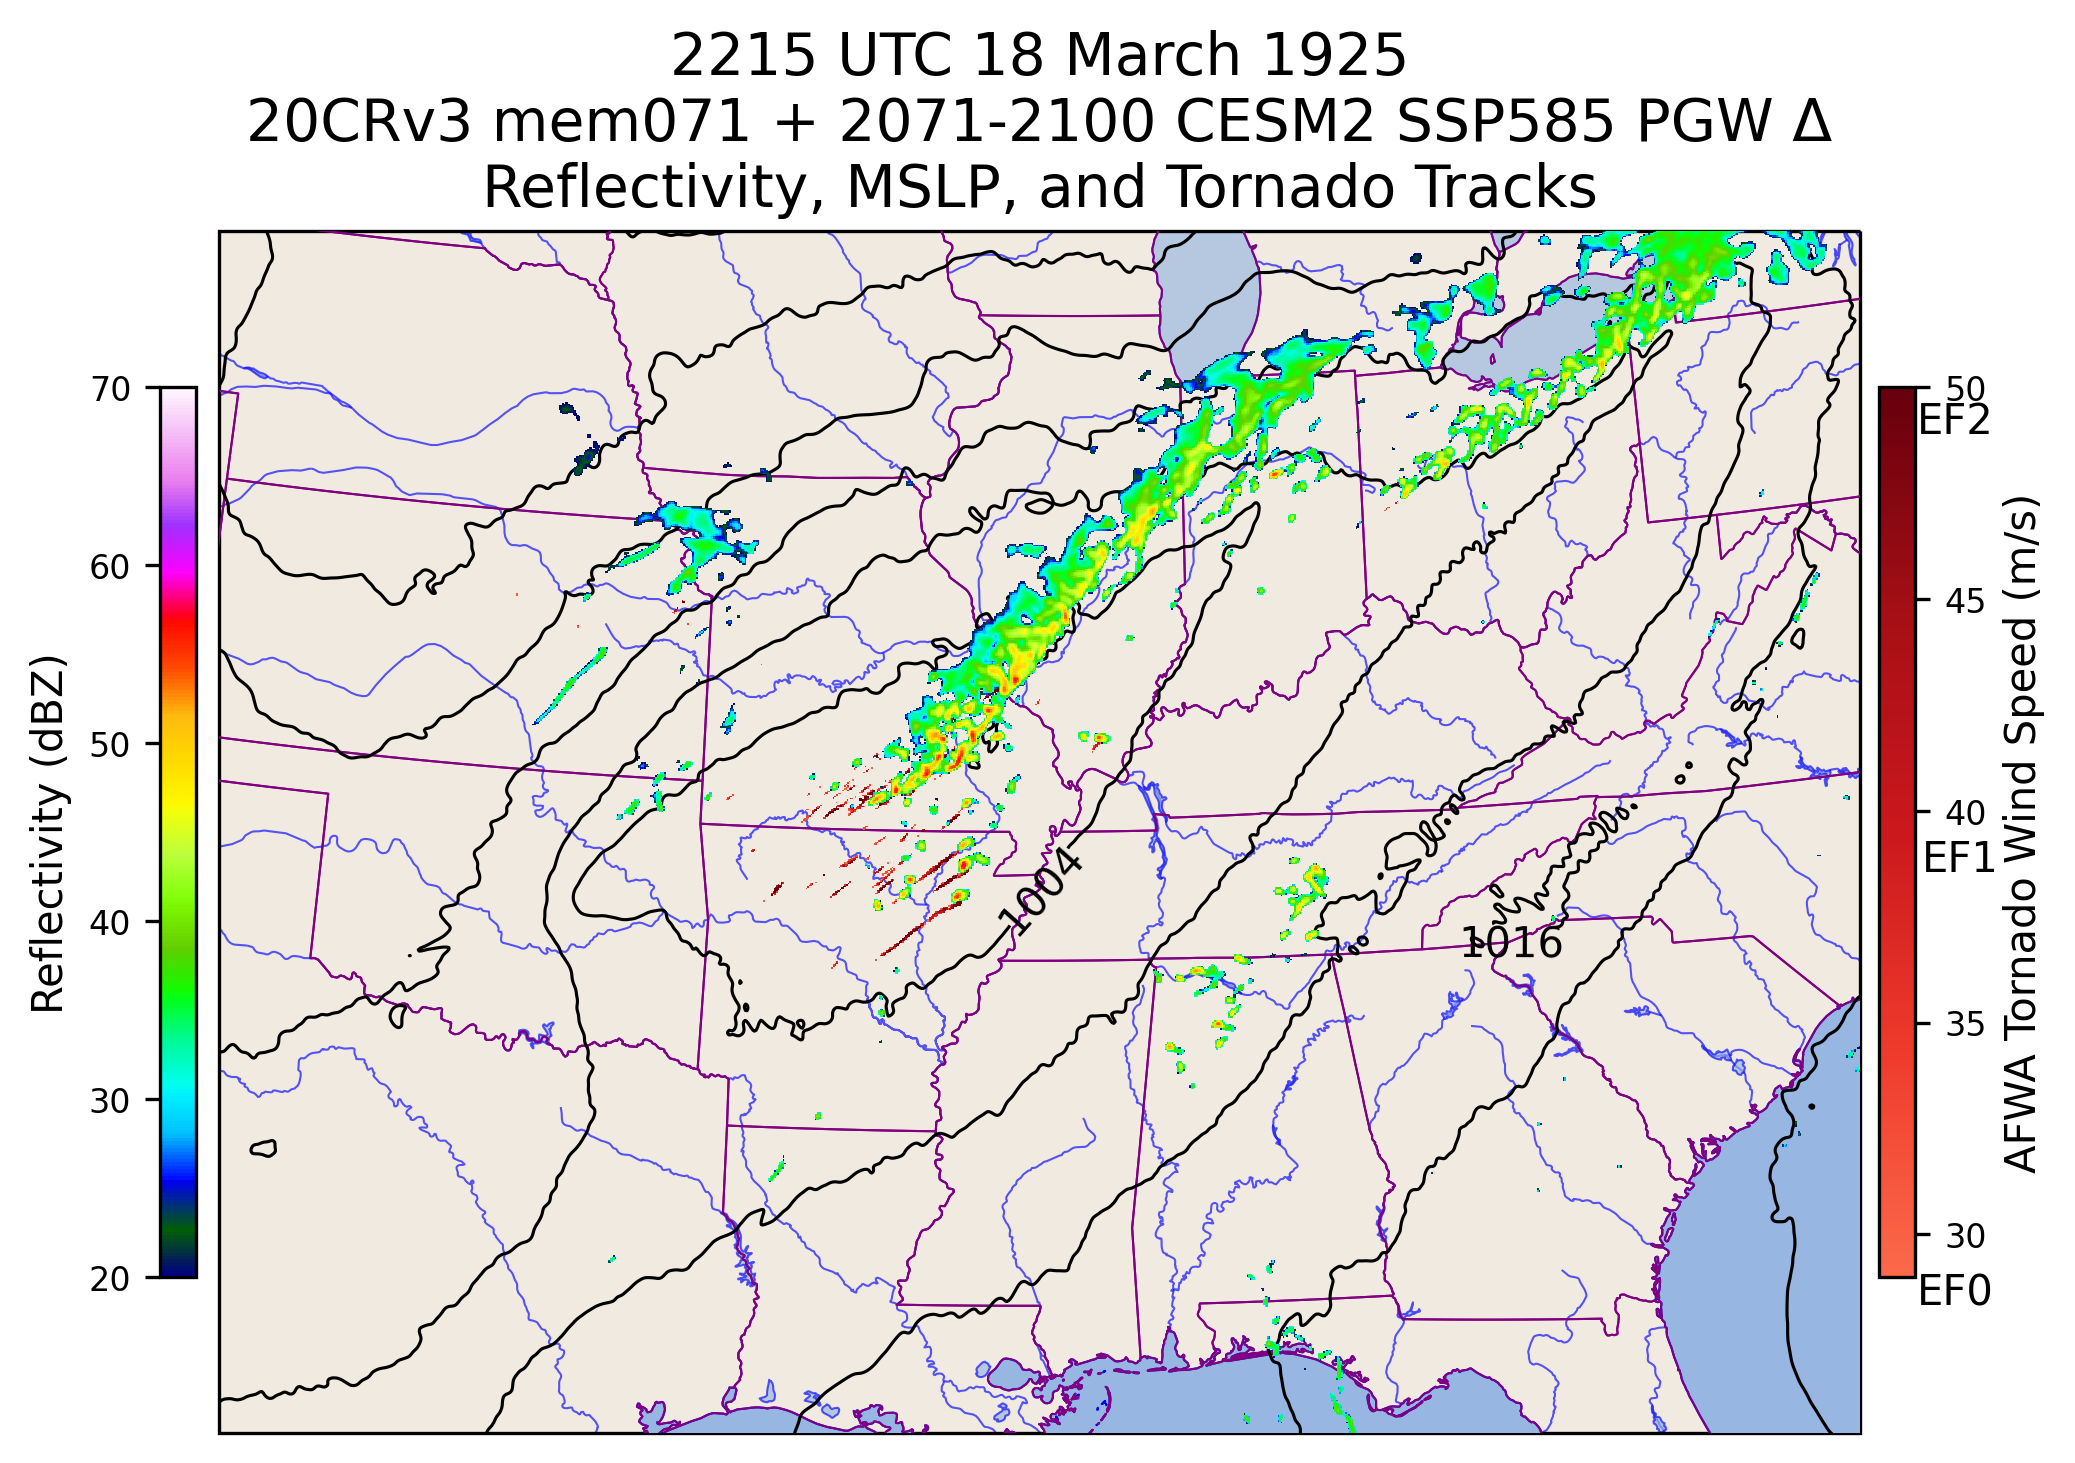 2215 UTC 18 March 1925
20CRv3 mem071 + 2071-2100 CESM2 SSP585 PGW Δ
Reflectivity, MSLP, and Tornado Tracks
Reflectivity (dBZ)
70
60
50
40
30
20
1004
1016
50
EF2
45
40
EF1
35
30
EF0
AFWA Tornado Wind Speed (m/s)